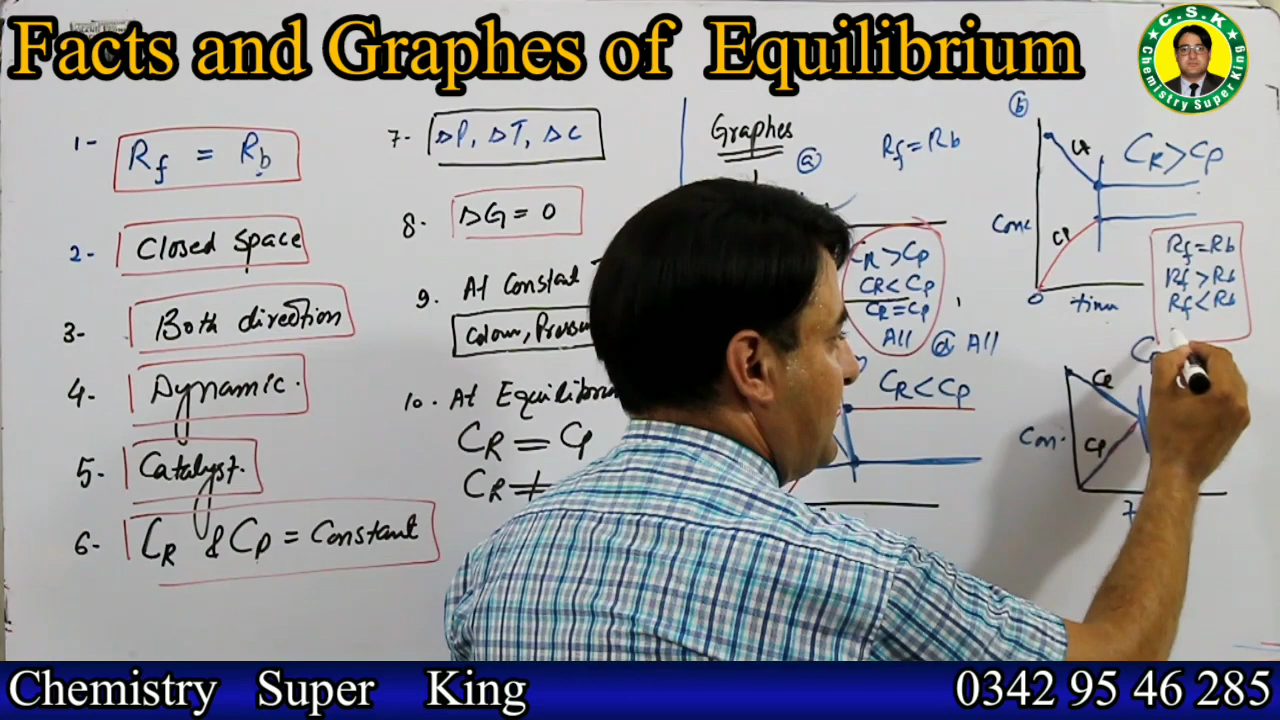 Facts and Graphes of Equilibrium
C.S.K
Chemistry Super King
1- Rf = Rb
2- Closed Space
3- Both direction
4- Dynamic.
5- Catalyst.
6- CR & CP = Constant
7- ΔP, ΔT, ΔC
8- ΔG = 0
9. At Constant
Colour, Pressu
10. At Equilibriu
CR = CP
CR ≠
Graphes
Rf = Rb
a
CR > CP
CR < CP
CR = CP
All
d All
CR < CP
b
CR
CR > CP
Conc
CP
0
time
Rf = Rb
Rf > Rb
Rf < Rb
CR
Con.
CP
Chemistry Super King
0342 95 46 285